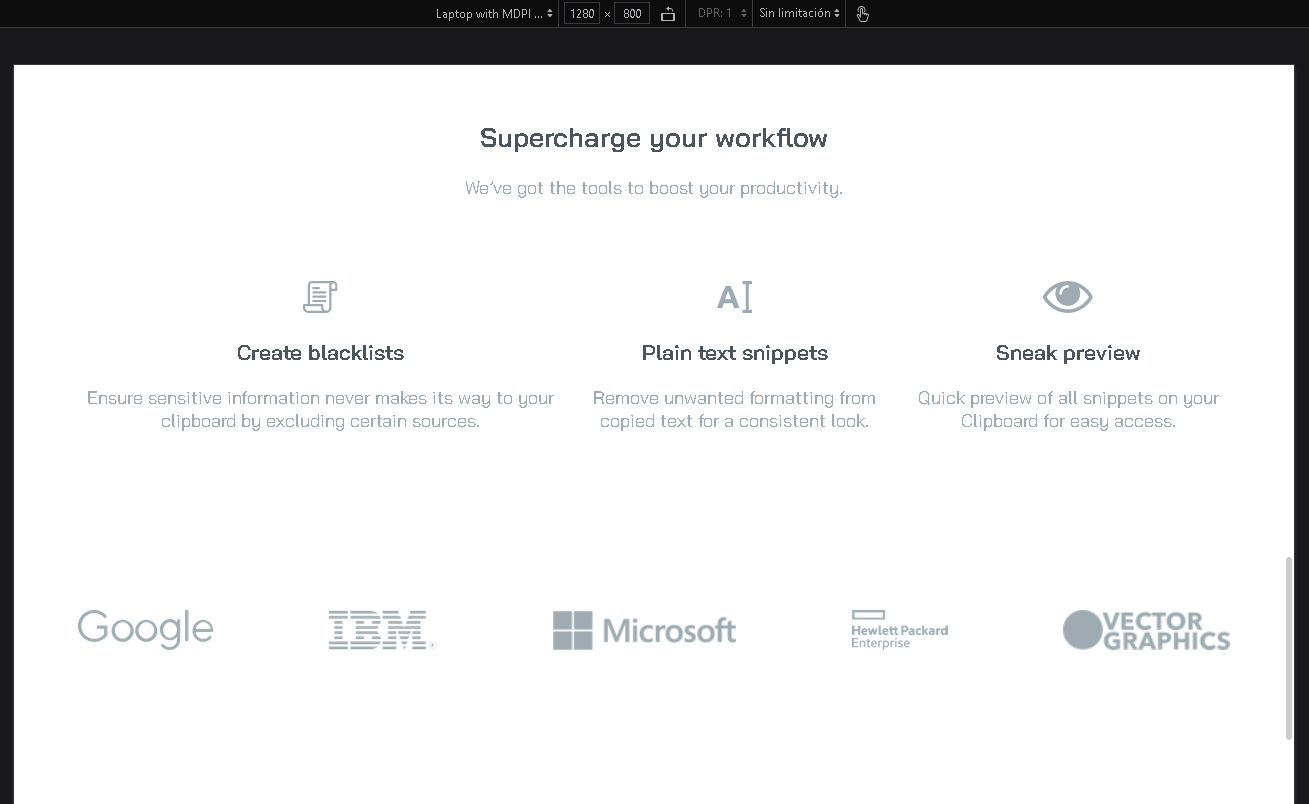 Laptop with MDPI ... 1280 × 800 DPR: 1 Sin limitación
Supercharge your workflow
We've got the tools to boost your productivity.
A
Create blacklists
Ensure sensitive information never makes its way to your
clipboard by excluding certain sources.
Plain text snippets
Remove unwanted formatting from
copied text for a consistent look.
Sneak preview
Quick preview of all snippets on your
Clipboard for easy access.
Google
IBM
Microsoft
Hewlett Packard
Enterprise
VECTOR
GRAPHICS